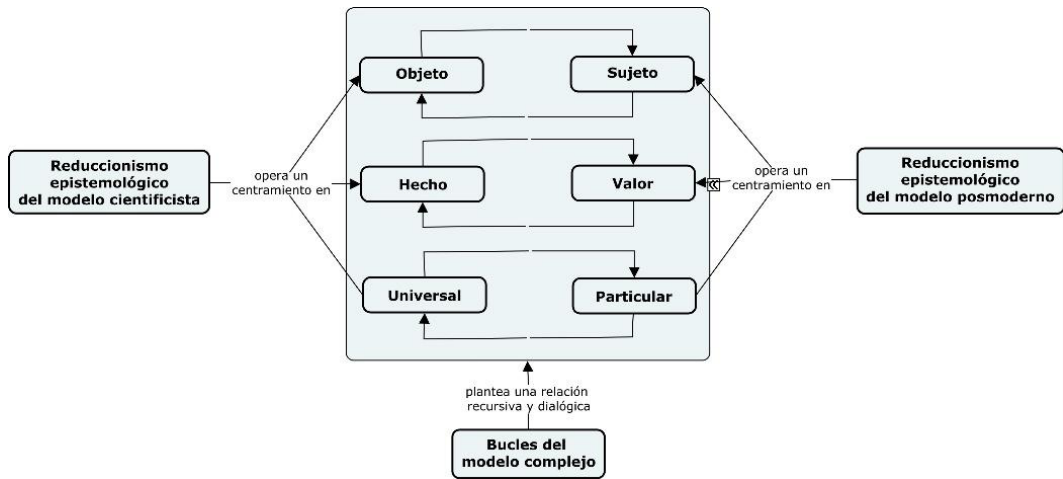 Objeto
Sujeto
Reduccionismo
epistemológico
del modelo cientificista
opera un
centramiento en
Hecho
Valor
opera un
centramiento en
Reduccionismo
epistemológico
del modelo posmoderno
Universal
Particular
plantea una relación
recursiva y dialógica
Bucles del
modelo complejo